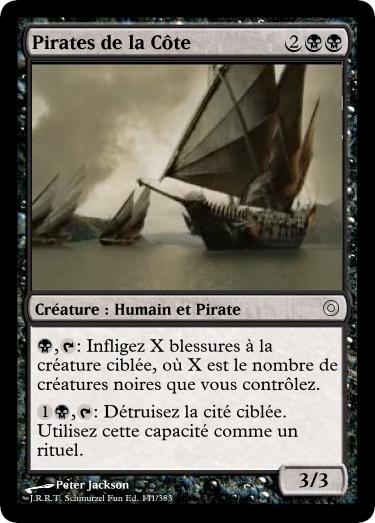 Pirates de la Côte 2
Créature : Humain et Pirate
, : Infligez X blessures à la
créature ciblée, où X est le nombre de
créatures noires que vous contrôlez.
1 , : Détruisez la cité ciblée.
Utilisez cette capacité comme un
rituel.
Peter Jackson
J.R.R.T. Schmurzel Fun Ed. 141/383
3/3